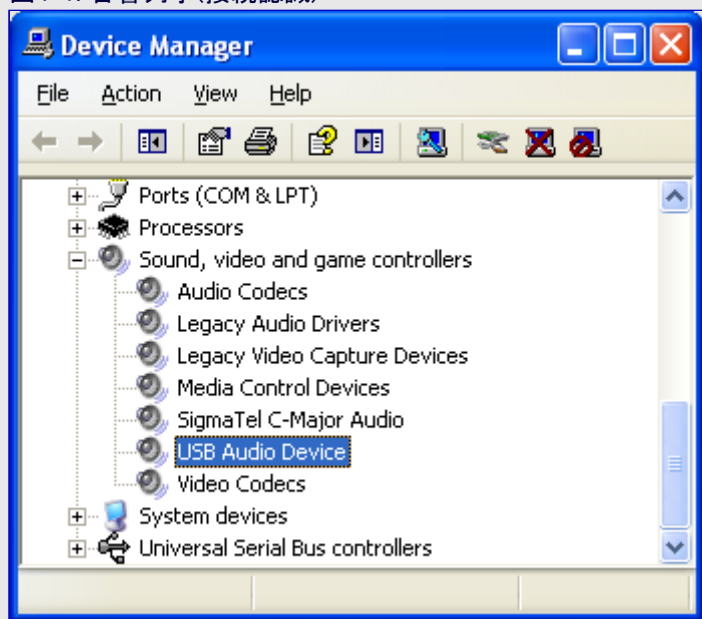 Device Manager
File Action View Help
Ports (COM & LPT)
Processors
Sound, video and game controllers
Audio Codecs
Legacy Audio Drivers
Legacy Video Capture Devices
Media Control Devices
SigmaTel C-Major Audio
USB Audio Device
Video Codecs
System devices
Universal Serial Bus controllers